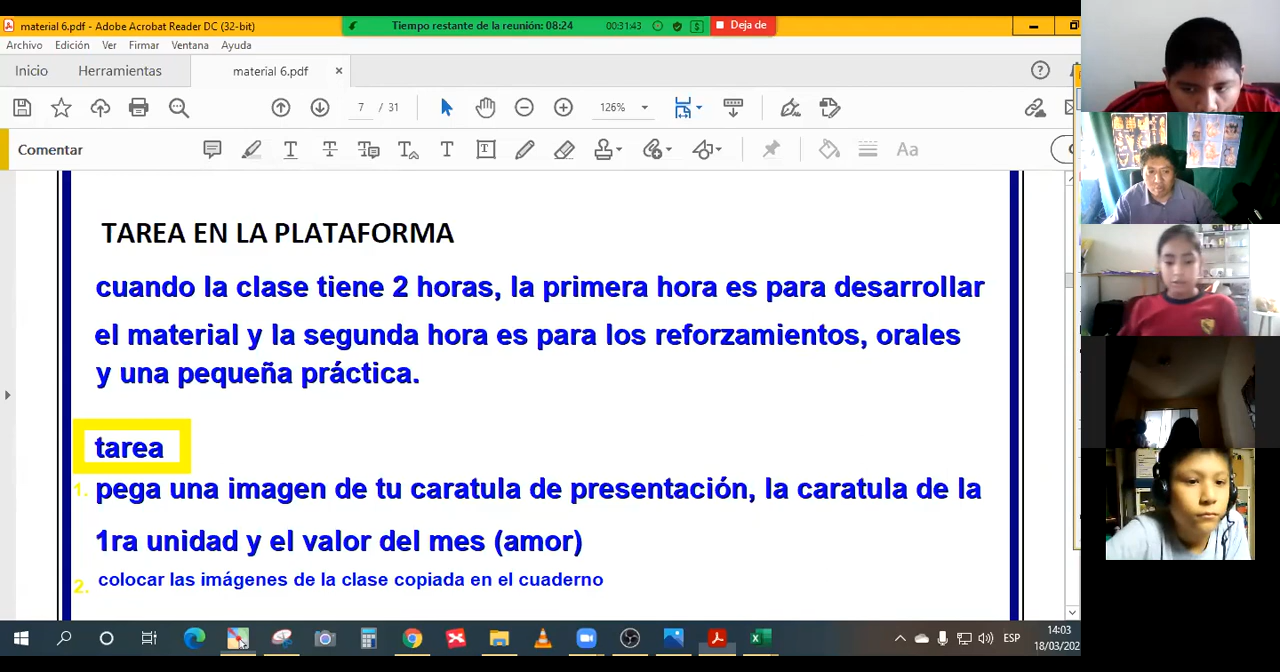 material 6.pdf - Adobe Acrobat Reader DC (32-bit)
Tiempo restante de la reunión: 08:24
00:31:43
Deja de
Archivo Edición Ver Firmar Ventana Ayuda
Inicio Herramientas material 6.pdf ×
7 / 31 126%
Comentar
Aa
TAREA EN LA PLATAFORMA
cuando la clase tiene 2 horas, la primera hora es para desarrollar
el material y la segunda hora es para los reforzamientos, orales
y una pequeña práctica.
tarea
1. pega una imagen de tu caratula de presentación, la caratula de la
1ra unidad y el valor del mes (amor)
2. colocar las imágenes de la clase copiada en el cuaderno
ESP
14:03
18/03/202